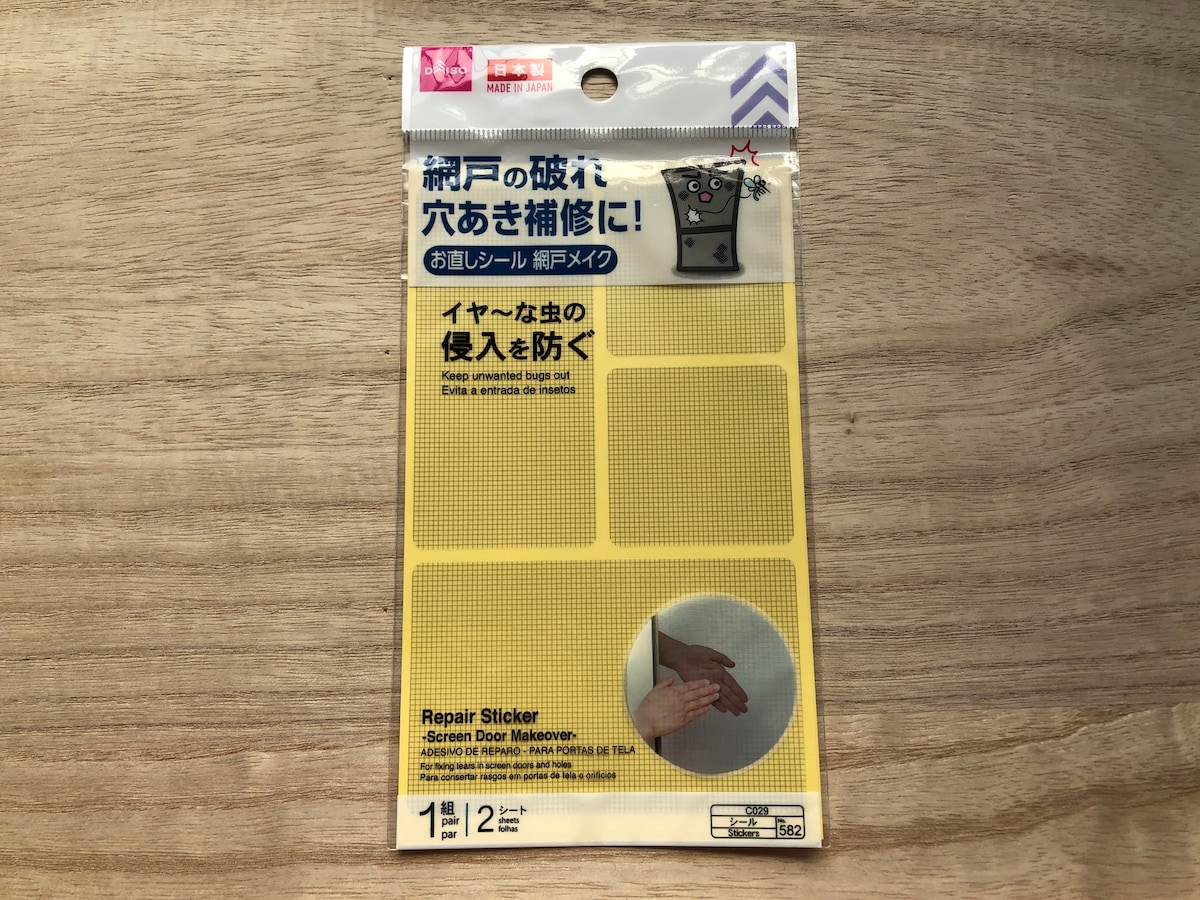 DAISO
日本製
MADE IN JAPAN
網戸の破れ
穴あき補修に!
お直しシール 網戸メイク
イヤ〜な虫の
侵入を防ぐ
Keep unwanted bugs out
Evita a entrada de insetos
Repair Sticker
-Screen Door Makeover-
ADESIVO DE REPARO - PARA PORTAS DE TELA
For fixing tears in screen doors and holes
Para consertar rasgos em portas de tela e orifícios
1組 pair par
2シート sheets folhas
C029
シール
Stickers
No. 582